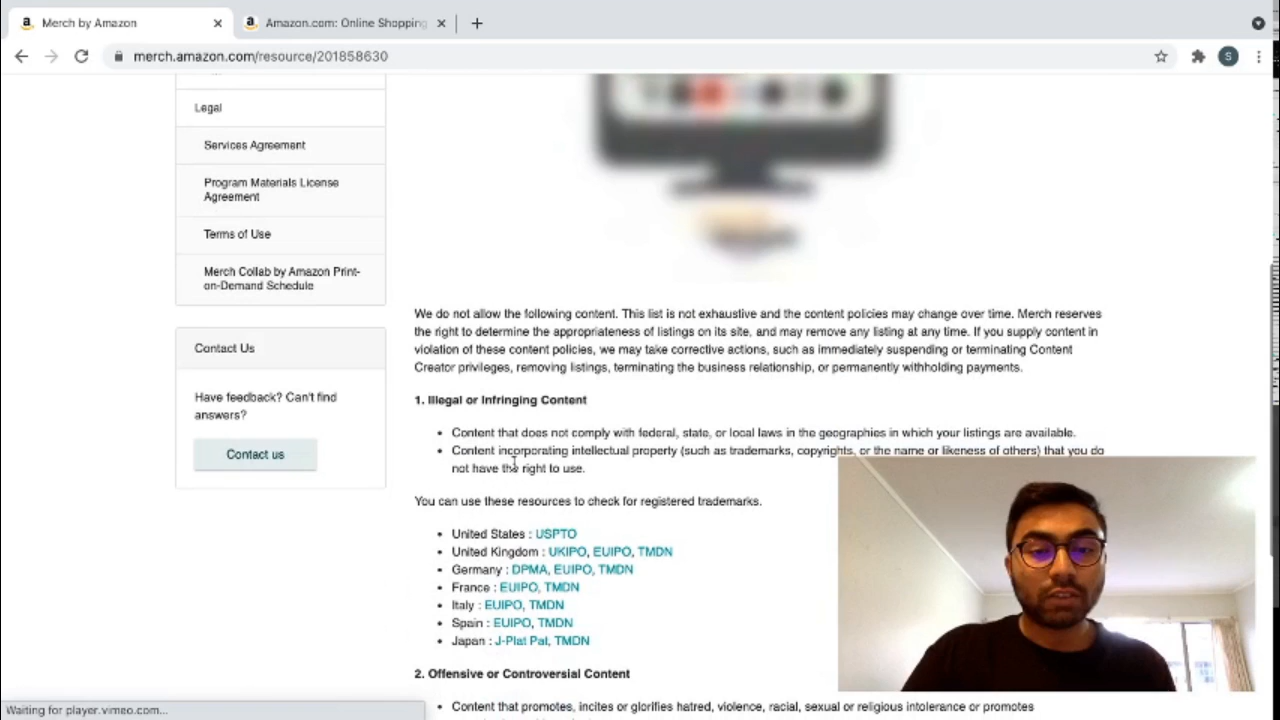 Merch by Amazon
Amazon.com: Online Shopping
merch.amazon.com/resource/201858630
S
Legal
Services Agreement
Program Materials License
Agreement
Terms of Use
Merch Collab by Amazon Print-
on-Demand Schedule
Contact Us
Have feedback? Can't find
answers?
Contact us
We do not allow the following content. This list is not exhaustive and the content policies may change over time. Merch reserves
the right to determine the appropriateness of listings on its site, and may remove any listing at any time. If you supply content in
violation of these content policies, we may take corrective actions, such as immediately suspending or terminating Content
Creator privileges, removing listings, terminating the business relationship, or permanently withholding payments.
1. Illegal or Infringing Content
• Content that does not comply with federal, state, or local laws in the geographies in which your listings are available.
• Content incorporating intellectual property (such as trademarks, copyrights, or the name or likeness of others) that you do
not have the right to use.
You can use these resources to check for registered trademarks.
• United States : USPTO
• United Kingdom : UKIPO, EUIPO, TMDN
• Germany : DPMA, EUIPO, TMDN
• France : EUIPO, TMDN
• Italy : EUIPO, TMDN
• Spain : EUIPO, TMDN
• Japan : J-Plat Pat, TMDN
2. Offensive or Controversial Content
• Content that promotes, incites or glorifies hatred, violence, racial, sexual or religious intolerance or promotes
Waiting for player.vimeo.com...